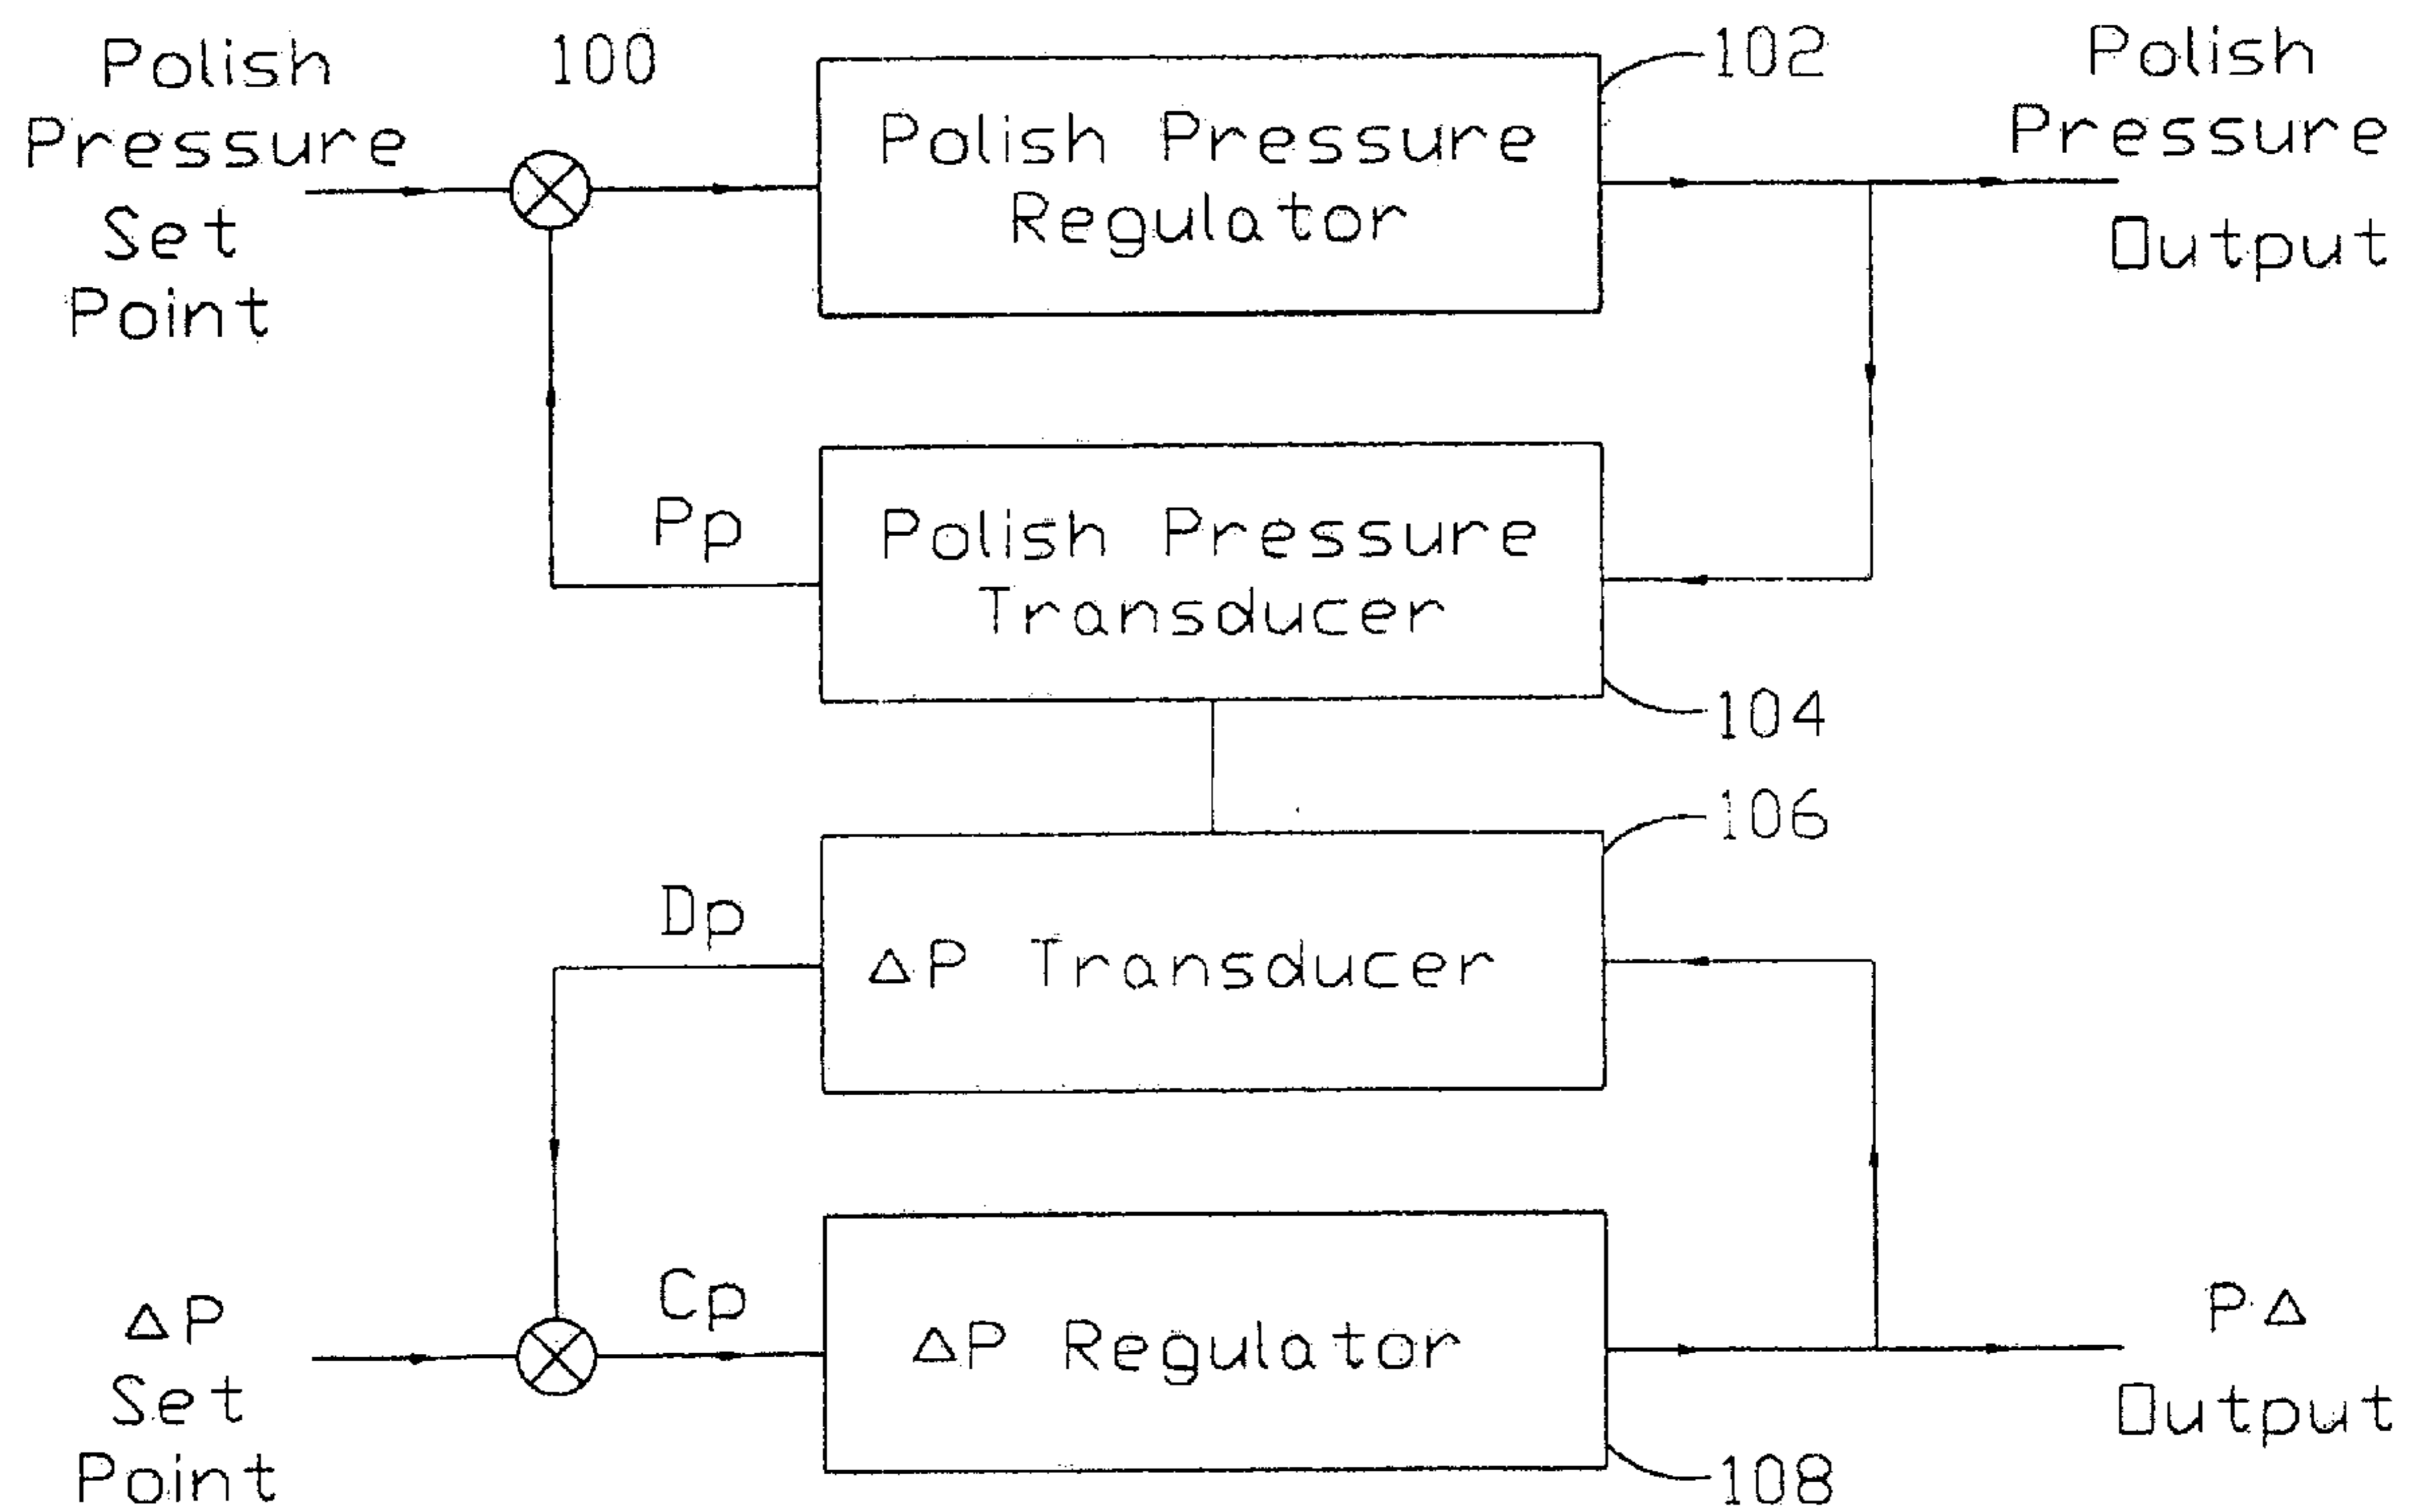 Polish
Pressure
Set
Point
100
Polish Pressure
Regulator
102
Polish
Pressure
Output
Pp
Polish Pressure
Transducer
104
106
Dp
ΔP Transducer
ΔP
Set
Point
Cp
ΔP Regulator
108
PΔ
Output